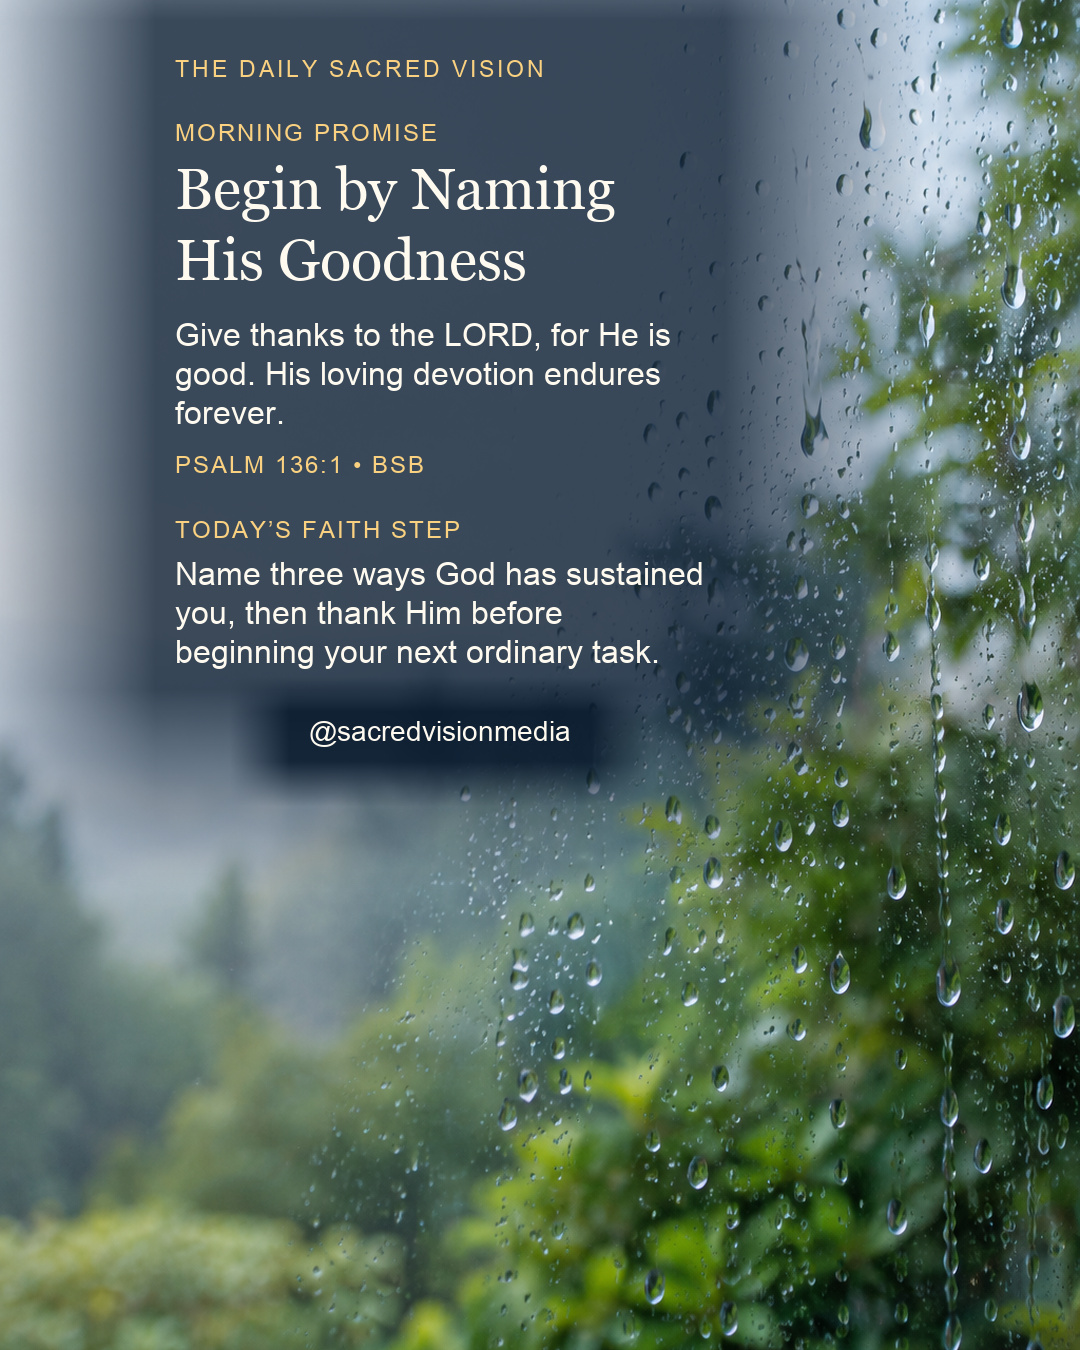 THE DAILY SACRED VISION
MORNING PROMISE
Begin by Naming
His Goodness
Give thanks to the LORD, for He is
good. His loving devotion endures
forever.
PSALM 136:1 • BSB
TODAY’S FAITH STEP
Name three ways God has sustained
you, then thank Him before
beginning your next ordinary task.
@sacredvisionmedia